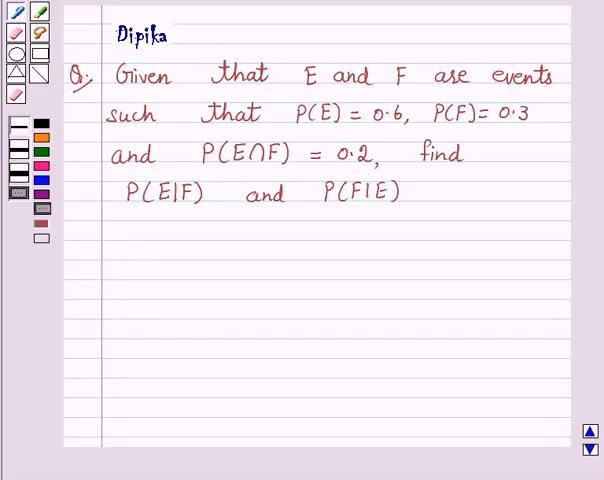 Dipika
Q. Given that E and F are events
such that P(E) = 0.6, P(F) = 0.3
and P(E∩F) = 0.2, find
P(E|F) and P(F|E)